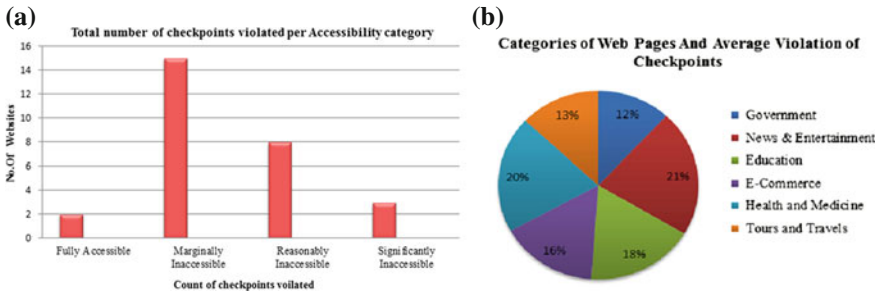 (a)
Total number of checkpoints violated per Accessibility category
No.Of Websites
16
14
12
10
8
6
4
2
0
Fully Accessible
Marginally Inaccessible
Reasonably Inaccessible
Significantly Inaccessible
Count of checkpoints voilated
(b)
Categories of Web Pages And Average Violation of
Checkpoints
12%
21%
18%
16%
20%
13%
Government
News & Entertainment
Education
E-Commerce
Health and Medicine
Tours and Travels